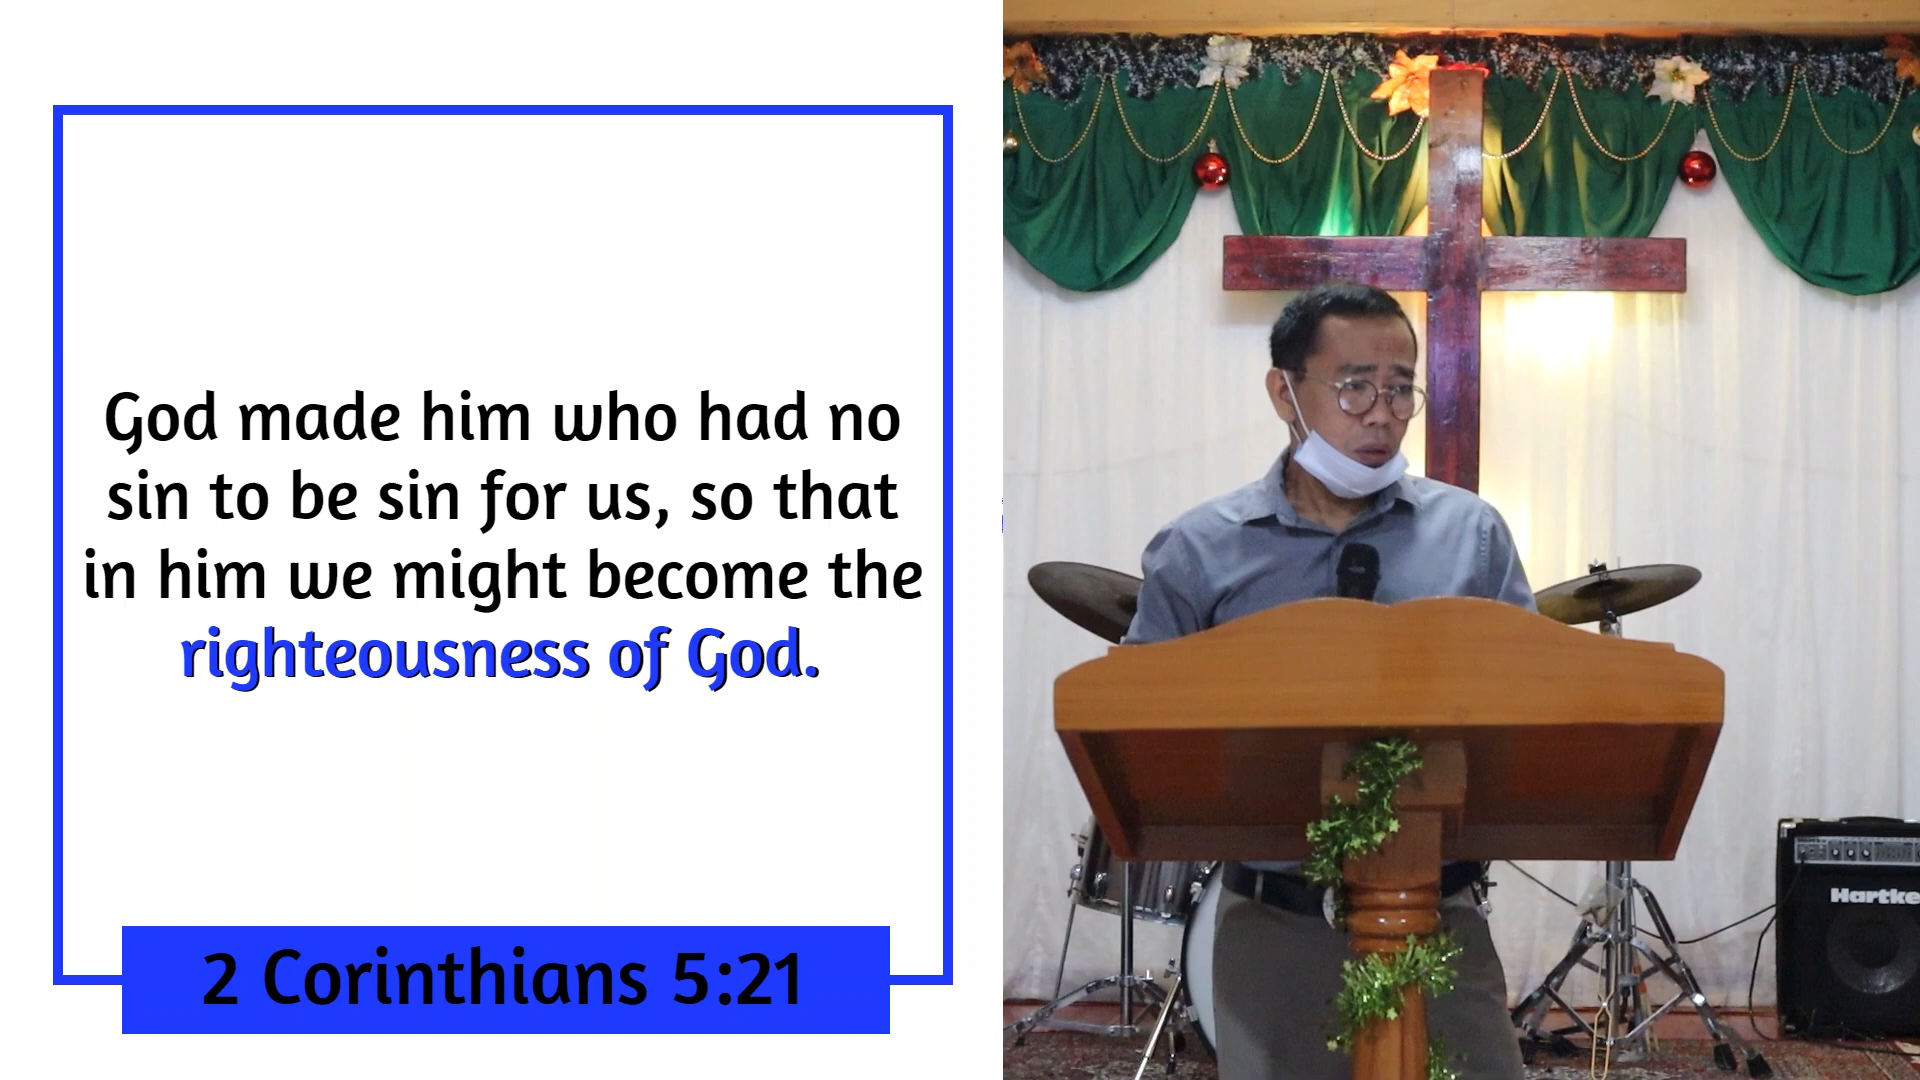 God made him who had no
sin to be sin for us, so that
in him we might become the
righteousness of God.
2 Corinthians 5:21
Hartke